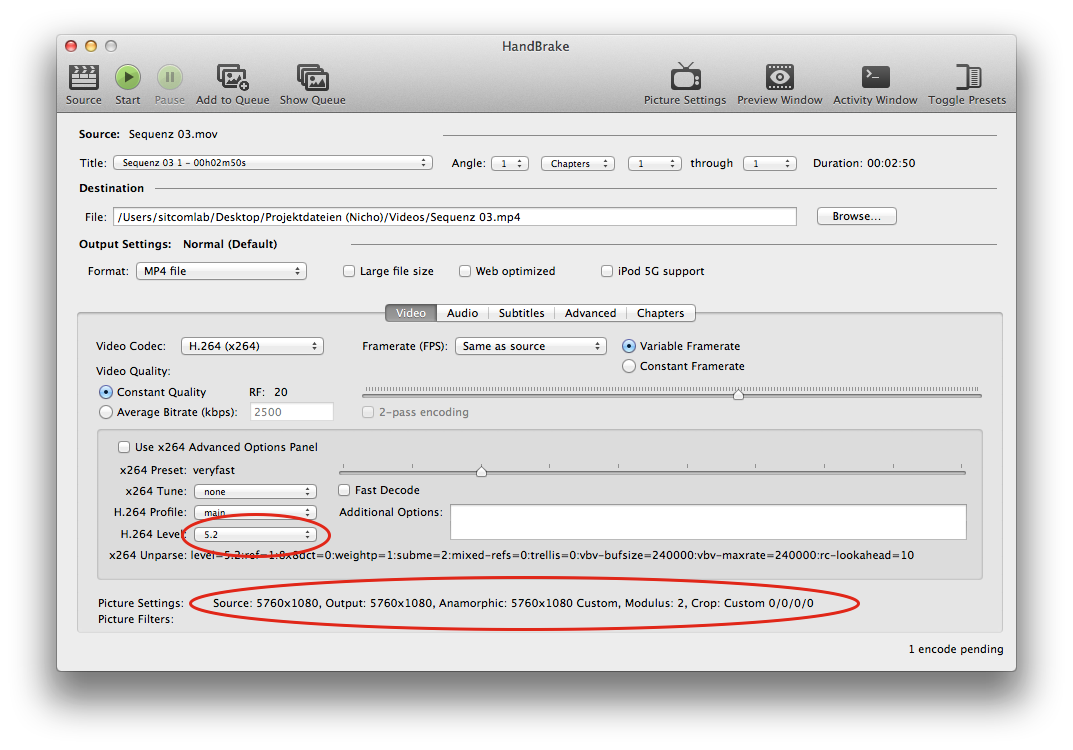 HandBrake
Source Start Pause Add to Queue Show Queue Picture Settings Preview Window Activity Window Toggle Presets
Source: Sequenz 03.mov
Title: Sequenz 03 1 - 00h02m50s Angle: 1 Chapters 1 through 1 Duration: 00:02:50
Destination
File: /Users/sitcomlab/Desktop/Projektdateien (Nicho)/Videos/Sequenz 03.mp4 Browse...
Output Settings: Normal (Default)
Format: MP4 file Large file size Web optimized iPod 5G support
Video Audio Subtitles Advanced Chapters
Video Codec: H.264 (x264) Framerate (FPS): Same as source Variable Framerate
Constant Framerate
Video Quality:
Constant Quality RF: 20
Average Bitrate (kbps): 2500 2-pass encoding
Use x264 Advanced Options Panel
x264 Preset: veryfast
x264 Tune: none Fast Decode
H.264 Profile: main Additional Options:
H.264 Level: 5.2
x264 Unparse: level=5.2:ref=1:8x8dct=0:weightp=1:subme=2:mixed-refs=0:trellis=0:vbv-bufsize=240000:vbv-maxrate=240000:rc-lookahead=10
Picture Settings: Source: 5760x1080, Output: 5760x1080, Anamorphic: 5760x1080 Custom, Modulus: 2, Crop: Custom 0/0/0/0
Picture Filters:
1 encode pending